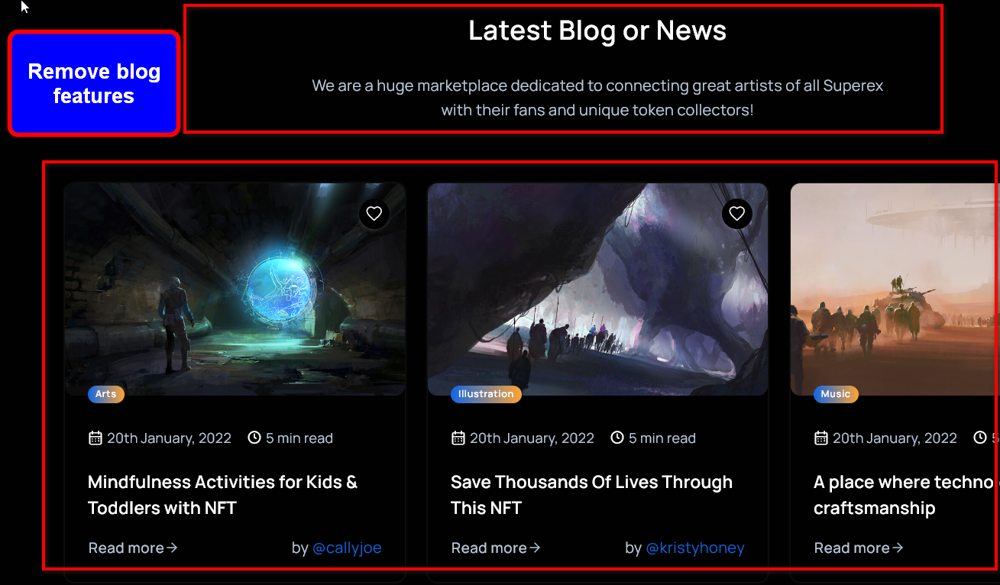 Latest Blog or News
Remove blog
features
We are a huge marketplace dedicated to connecting great artists of all Superex
with their fans and unique token collectors!
Arts
Illustration
Music
20th January, 2022 5 min read
20th January, 2022 5 min read
20th January, 2022 5
Mindfulness Activities for Kids &
Toddlers with NFT
Save Thousands Of Lives Through
This NFT
A place where techno
craftsmanship
Read more → by @callyjoe
Read more → by @kristyhoney
Read more →